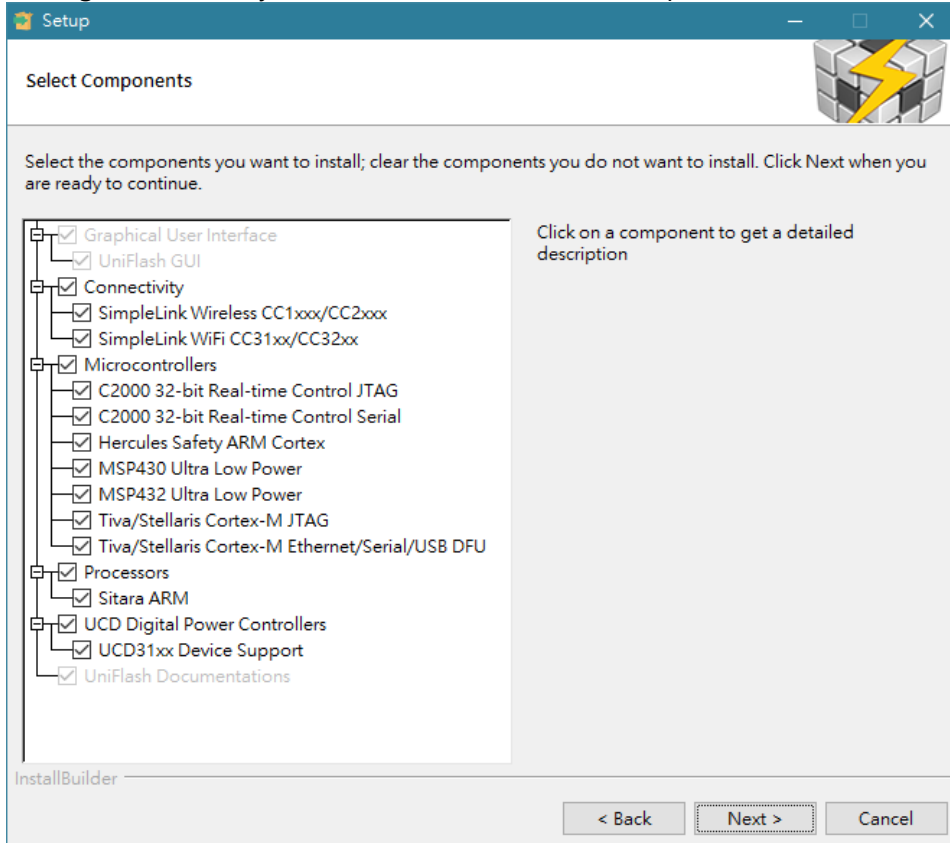 Setup
Select Components
Select the components you want to install; clear the components you do not want to install. Click Next when you
are ready to continue.
Graphical User Interface
UniFlash GUI
Connectivity
SimpleLink Wireless CC1xxx/CC2xxx
SimpleLink WiFi CC31xx/CC32xx
Microcontrollers
C2000 32-bit Real-time Control JTAG
C2000 32-bit Real-time Control Serial
Hercules Safety ARM Cortex
MSP430 Ultra Low Power
MSP432 Ultra Low Power
Tiva/Stellaris Cortex-M JTAG
Tiva/Stellaris Cortex-M Ethernet/Serial/USB DFU
Processors
Sitara ARM
UCD Digital Power Controllers
UCD31xx Device Support
UniFlash Documentations
Click on a component to get a detailed
description
InstallBuilder
< Back
Next >
Cancel